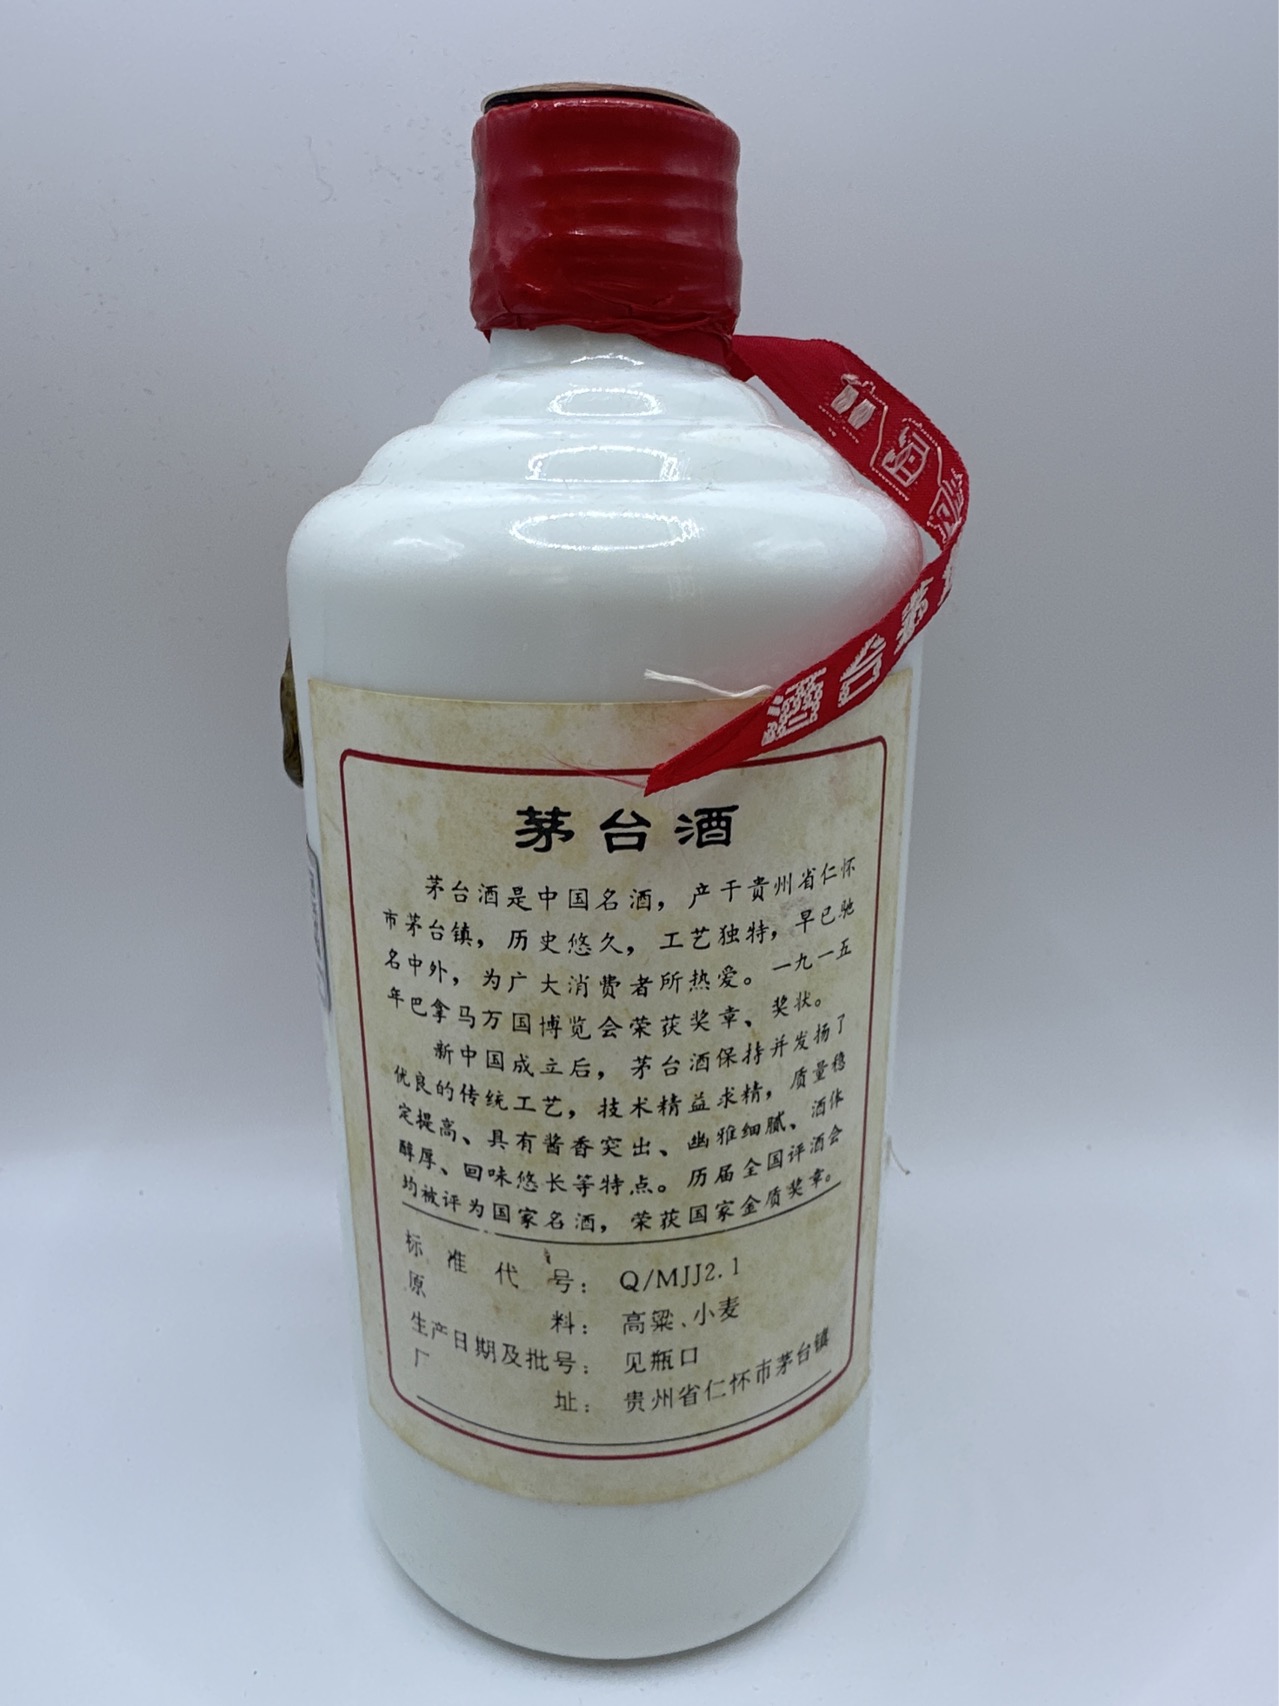 酒台茅
茅台酒
茅台酒是中国名酒，产于贵州省仁怀
市茅台镇，历史悠久，工艺独特，早已驰
名中外，为广大消费者所热爱。一九一五
年巴拿马万国博览会荣获奖章、奖状。
新中国成立后，茅台酒保持并发扬了
优良的传统工艺，技术精益求精，质量稳
定提高、具有酱香突出、幽雅细腻、酒体
醇厚、回味悠长等特点。历届全国评酒会
均被评为国家名酒，荣获国家金质奖章。
标准代号：Q/MJJ2.1
原料：高粱、小麦
生产日期及批号：见瓶口
厂址：贵州省仁怀市茅台镇